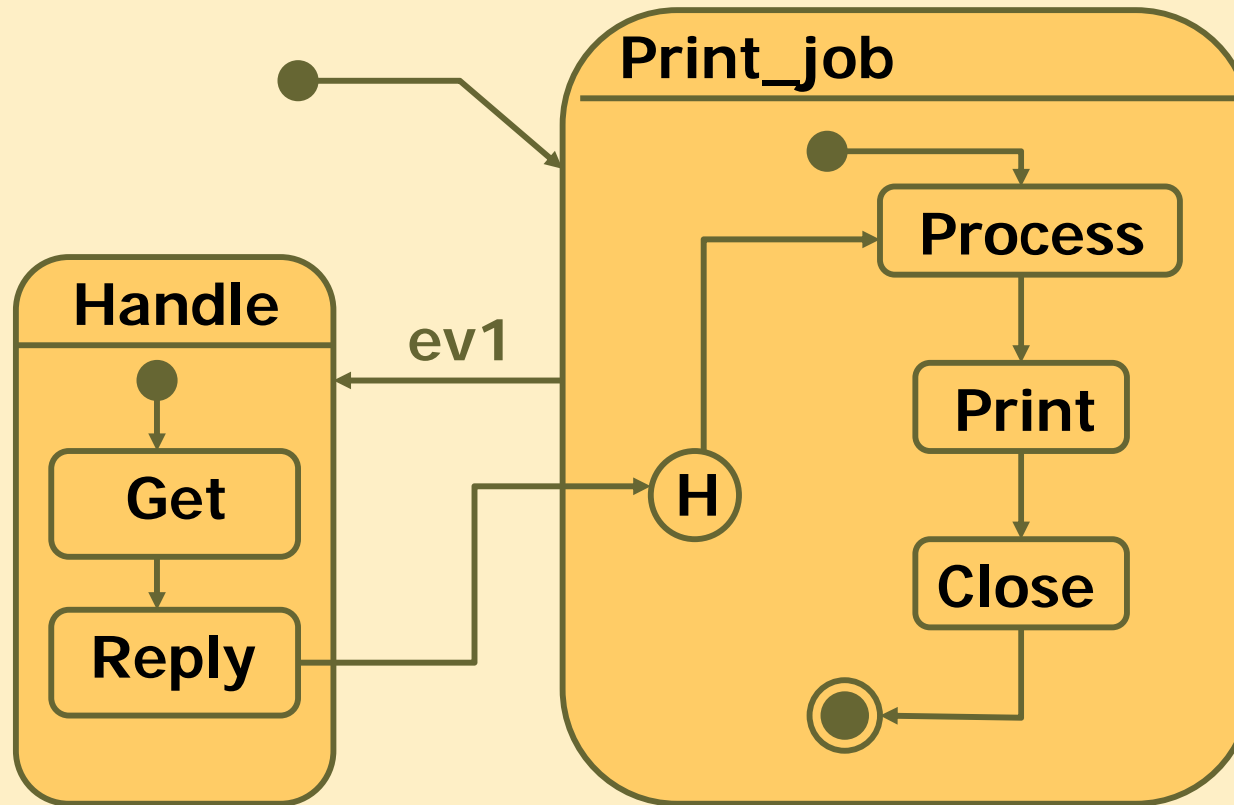 Print_job
Process
Handle
ev1
Print
Get
H
Close
Reply